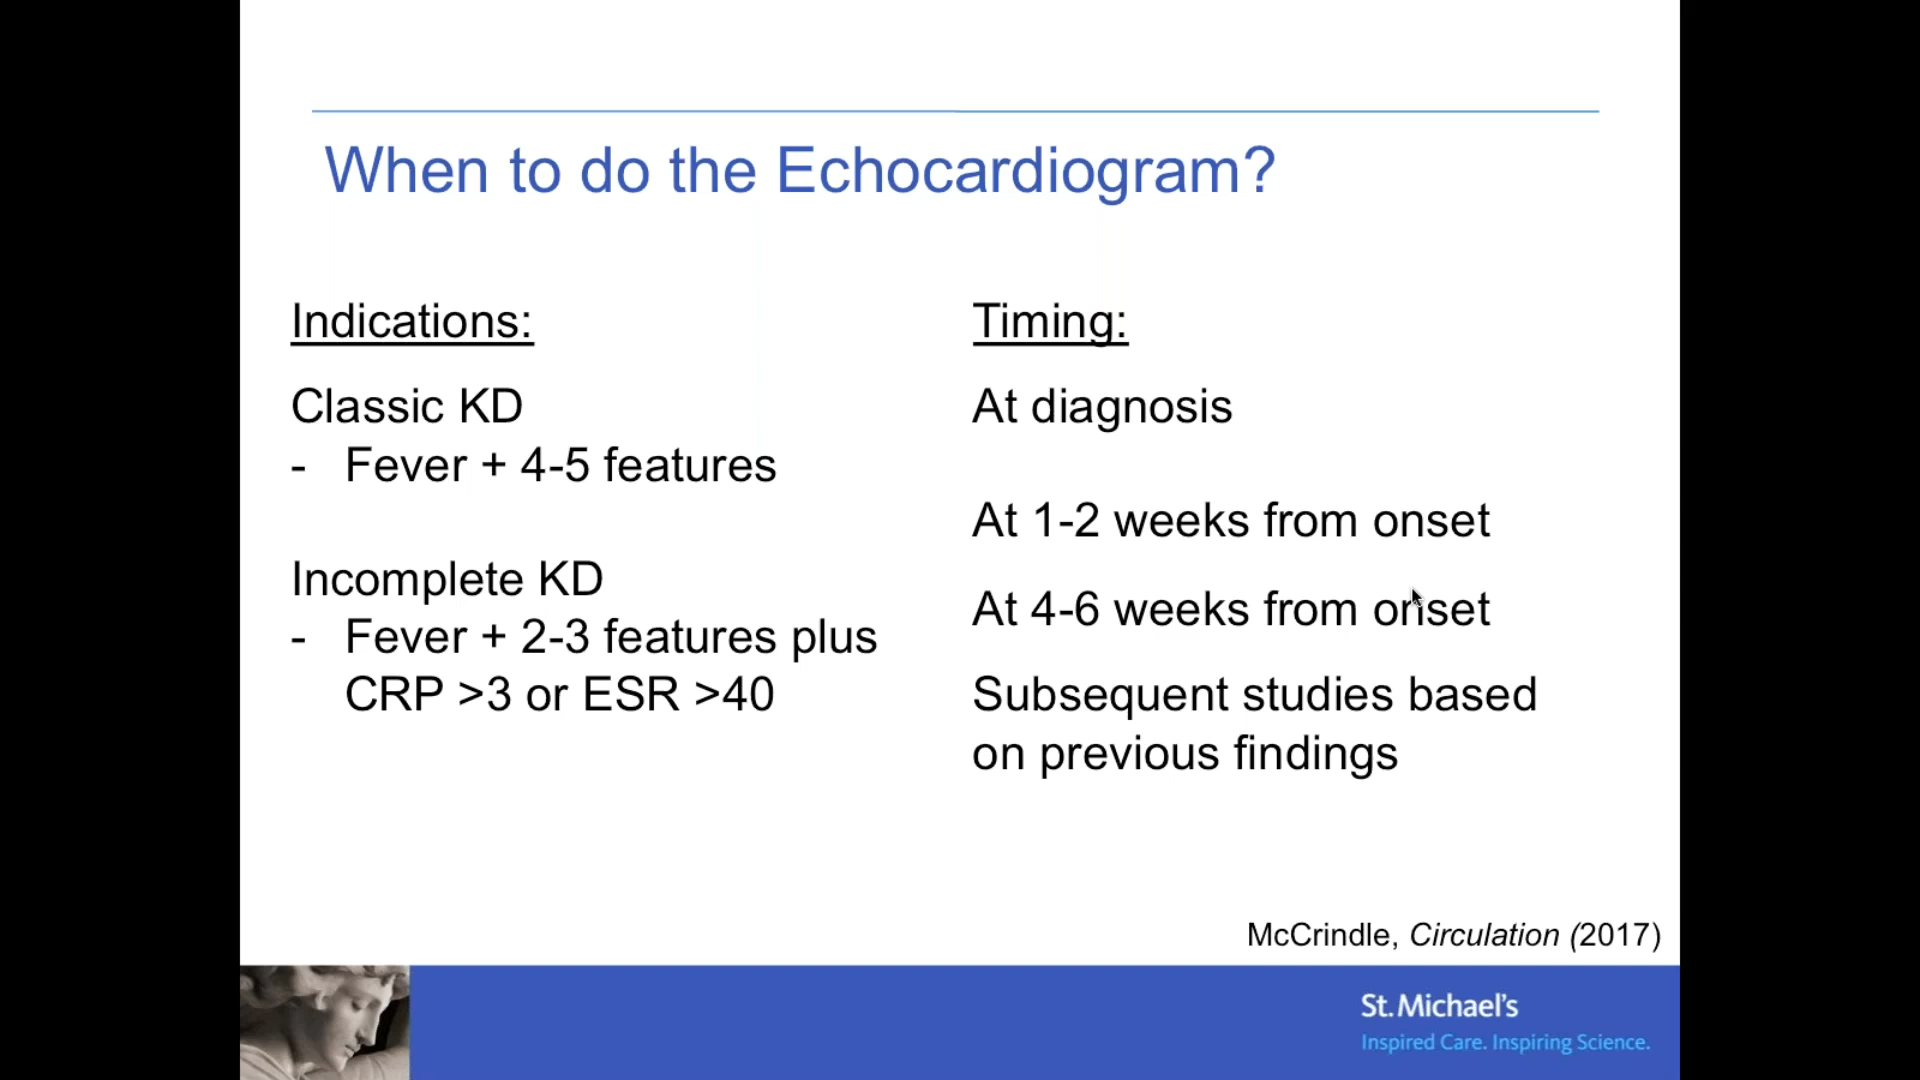 When to do the Echocardiogram?
Indications:
Classic KD
- Fever + 4-5 features
Incomplete KD
- Fever + 2-3 features plus
CRP >3 or ESR >40
Timing:
At diagnosis
At 1-2 weeks from onset
At 4-6 weeks from onset
Subsequent studies based
on previous findings
McCrindle, Circulation (2017)
St. Michael's
Inspired Care. Inspiring Science.